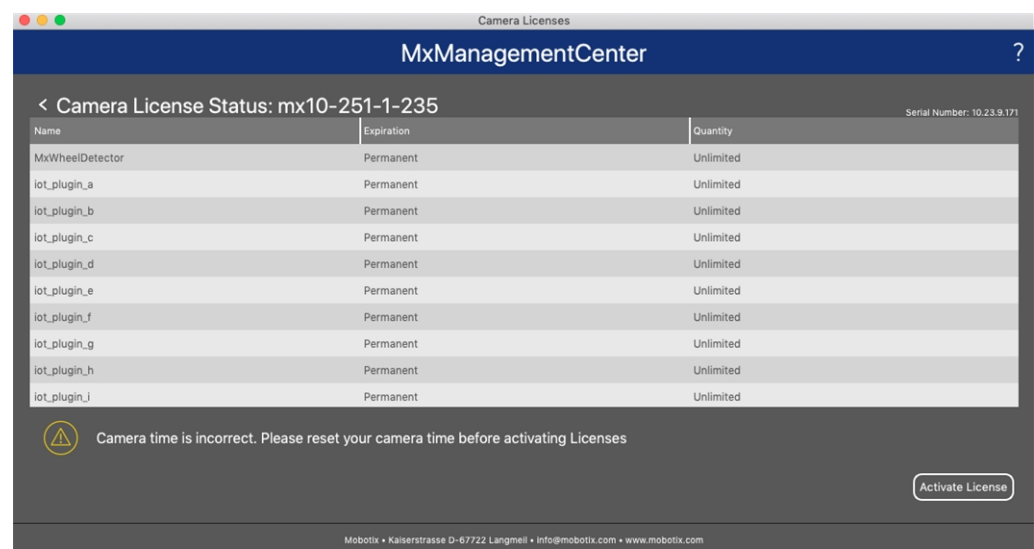 Camera Licenses
MxManagementCenter
?
< Camera License Status: mx10-251-1-235
Serial Number: 10.23.9.171
Name Expiration Quantity
MxWheelDetector Permanent Unlimited
iot_plugin_a Permanent Unlimited
iot_plugin_b Permanent Unlimited
iot_plugin_c Permanent Unlimited
iot_plugin_d Permanent Unlimited
iot_plugin_e Permanent Unlimited
iot_plugin_f Permanent Unlimited
iot_plugin_g Permanent Unlimited
iot_plugin_h Permanent Unlimited
iot_plugin_i Permanent Unlimited
Camera time is incorrect. Please reset your camera time before activating Licenses
Activate License
Mobotix • Kaiserstrasse D-67722 Langmeil • info@mobotix.com • www.mobotix.com